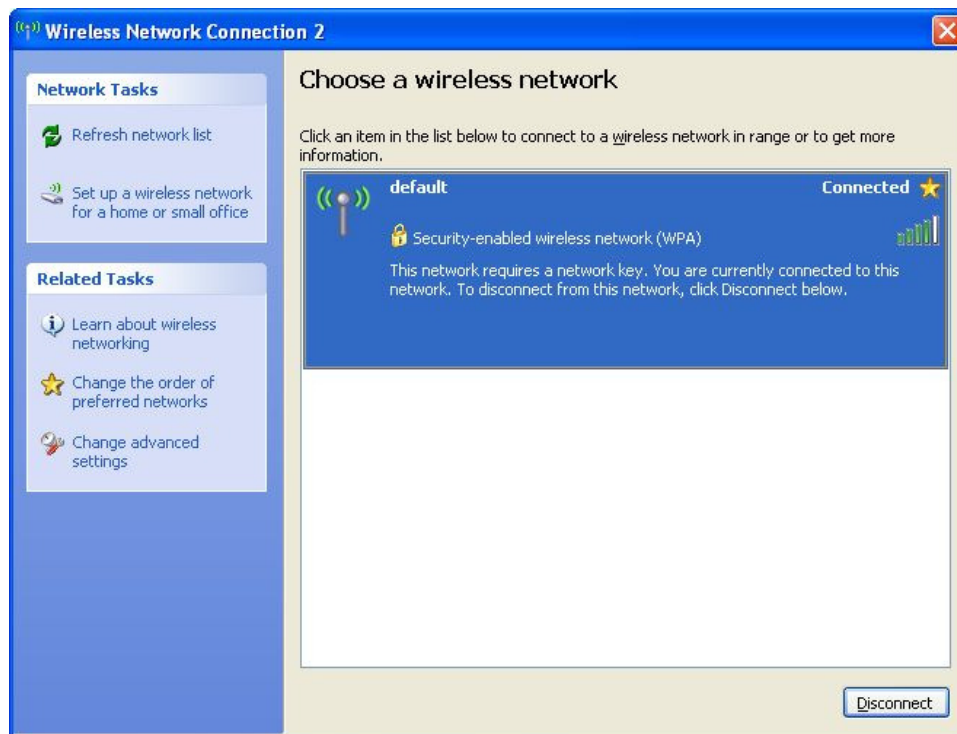 Wireless Network Connection 2
Network Tasks
Refresh network list
Set up a wireless network
for a home or small office
Related Tasks
Learn about wireless
networking
Change the order of
preferred networks
Change advanced
settings
Choose a wireless network
Click an item in the list below to connect to a wireless network in range or to get more
information.
default
Connected
Security-enabled wireless network (WPA)
This network requires a network key. You are currently connected to this
network. To disconnect from this network, click Disconnect below.
Disconnect